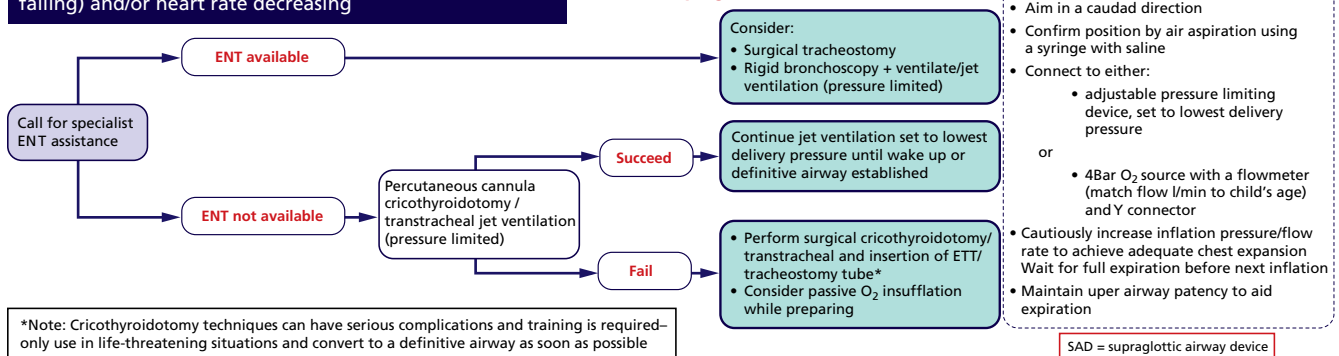 failing) and/or heart rate decreasing
Call for specialist
ENT assistance
ENT available
Consider:
• Surgical tracheostomy
• Rigid bronchoscopy + ventilate/jet
ventilation (pressure limited)
ENT not available
Percutaneous cannula
cricothyroidotomy /
transtracheal jet ventilation
(pressure limited)
Succeed
Continue jet ventilation set to lowest
delivery pressure until wake up or
definitive airway established
Fail
• Perform surgical cricothyroidotomy/
transtracheal and insertion of ETT/
tracheostomy tube*
• Consider passive O2 insufflation
while preparing
*Note: Cricothyroidotomy techniques can have serious complications and training is required–
only use in life-threatening situations and convert to a definitive airway as soon as possible
• Aim in a caudad direction
• Confirm position by air aspiration using
a syringe with saline
• Connect to either:
• adjustable pressure limiting
device, set to lowest delivery
pressure
or
• 4Bar O2 source with a flowmeter
(match flow l/min to child's age)
and Y connector
• Cautiously increase inflation pressure/flow
rate to achieve adequate chest expansion
Wait for full expiration before next inflation
• Maintain uper airway patency to aid
expiration
SAD = supraglottic airway device